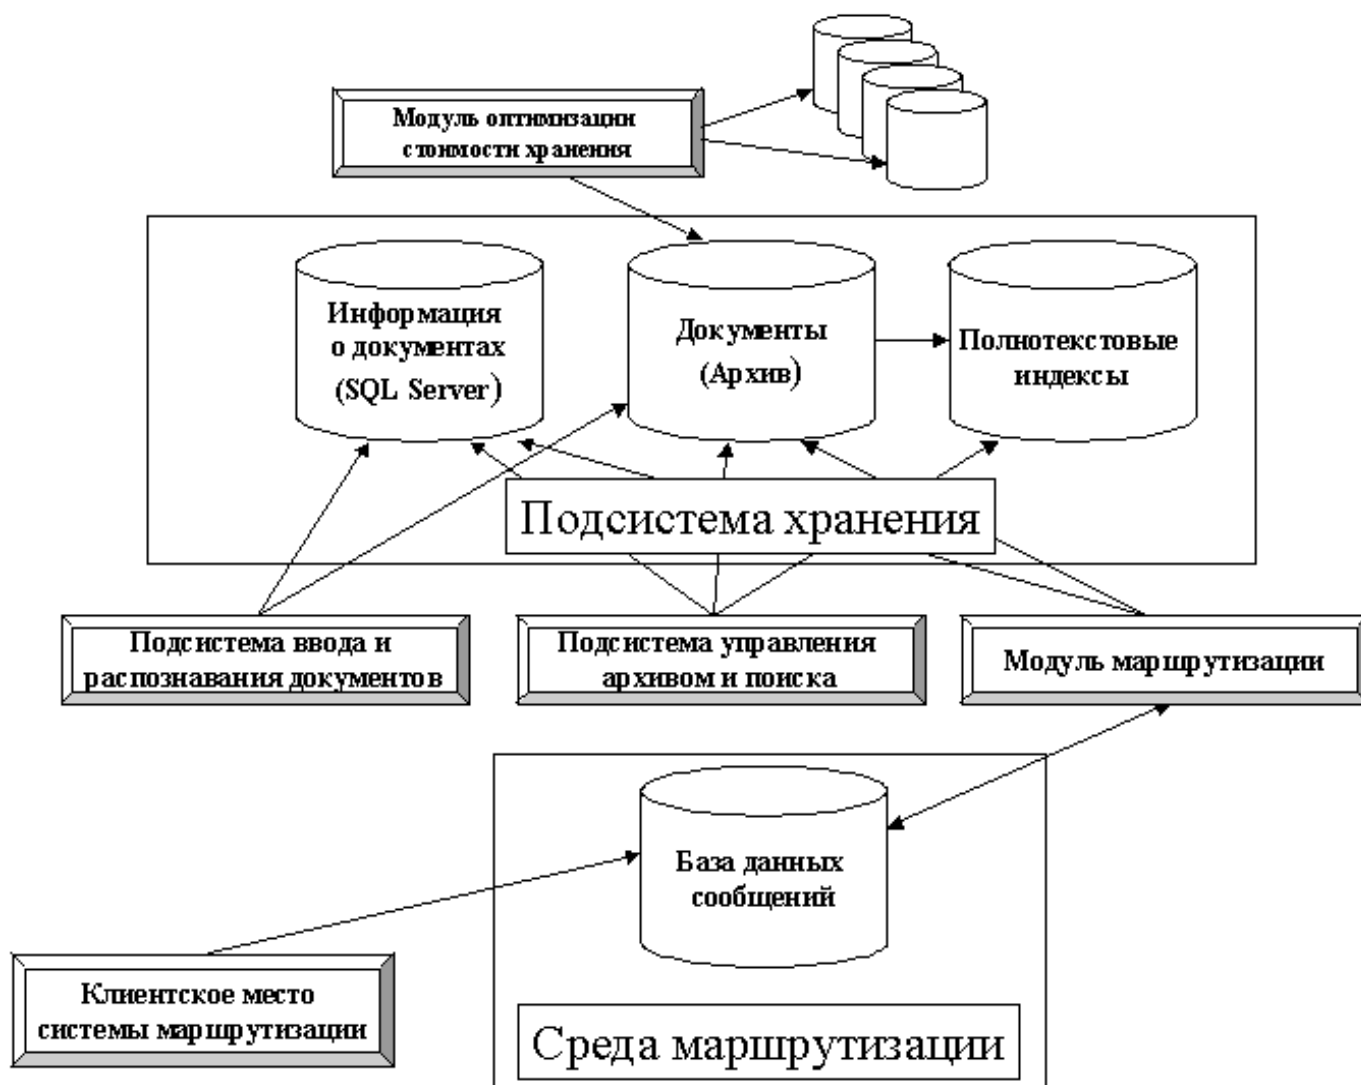 Модуль оптимизации
стоимости хранения
Информация
о документах
(SQL Server)
Документы
(Архив)
Полнотекстовые
индексы
Подсистема хранения
Подсистема ввода и
распознавания документов
Подсистема управления
архивом и поиска
Модуль маршрутизации
База данных
сообщений
Клиентское место
системы маршрутизации
Среда маршрутизации